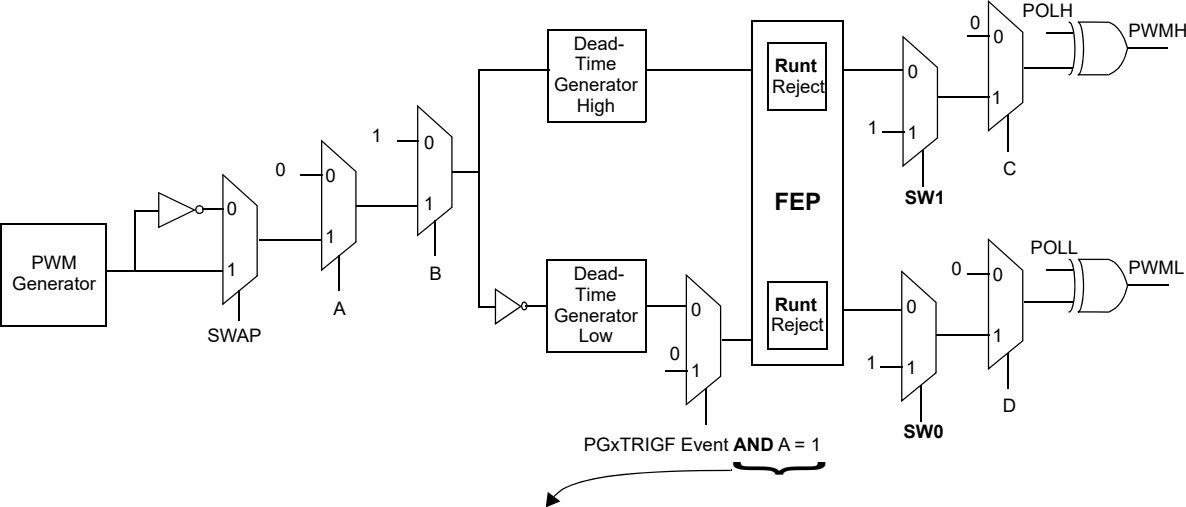 POLH
PWMH
0
0
Dead-
Time
Generator
High
Runt
Reject
0
1
1
1
C
SW1
1
0
1
B
0
0
1
A
0
1
SWAP
PWM
Generator
FEP
Dead-
Time
Generator
Low
0
0
1
Runt
Reject
0
1
1
SW0
POLL
PWML
0
0
1
D
PGxTRIGF Event AND A = 1